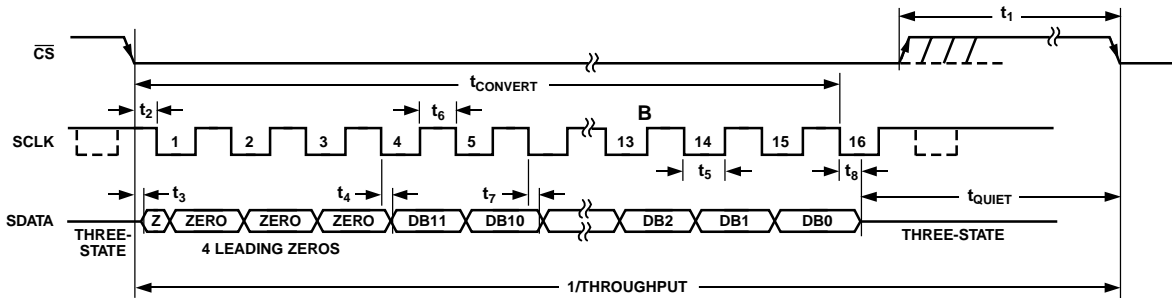 t1
CS
tCONVERT
t2
t6
B
SCLK
1 2 3 4 5 13 14 15 16
t3
t4
t7
t5
t8
tQUIET
SDATA
Z ZERO ZERO ZERO DB11 DB10 DB2 DB1 DB0
THREE-
STATE
4 LEADING ZEROS
THREE-STATE
1/THROUGHPUT